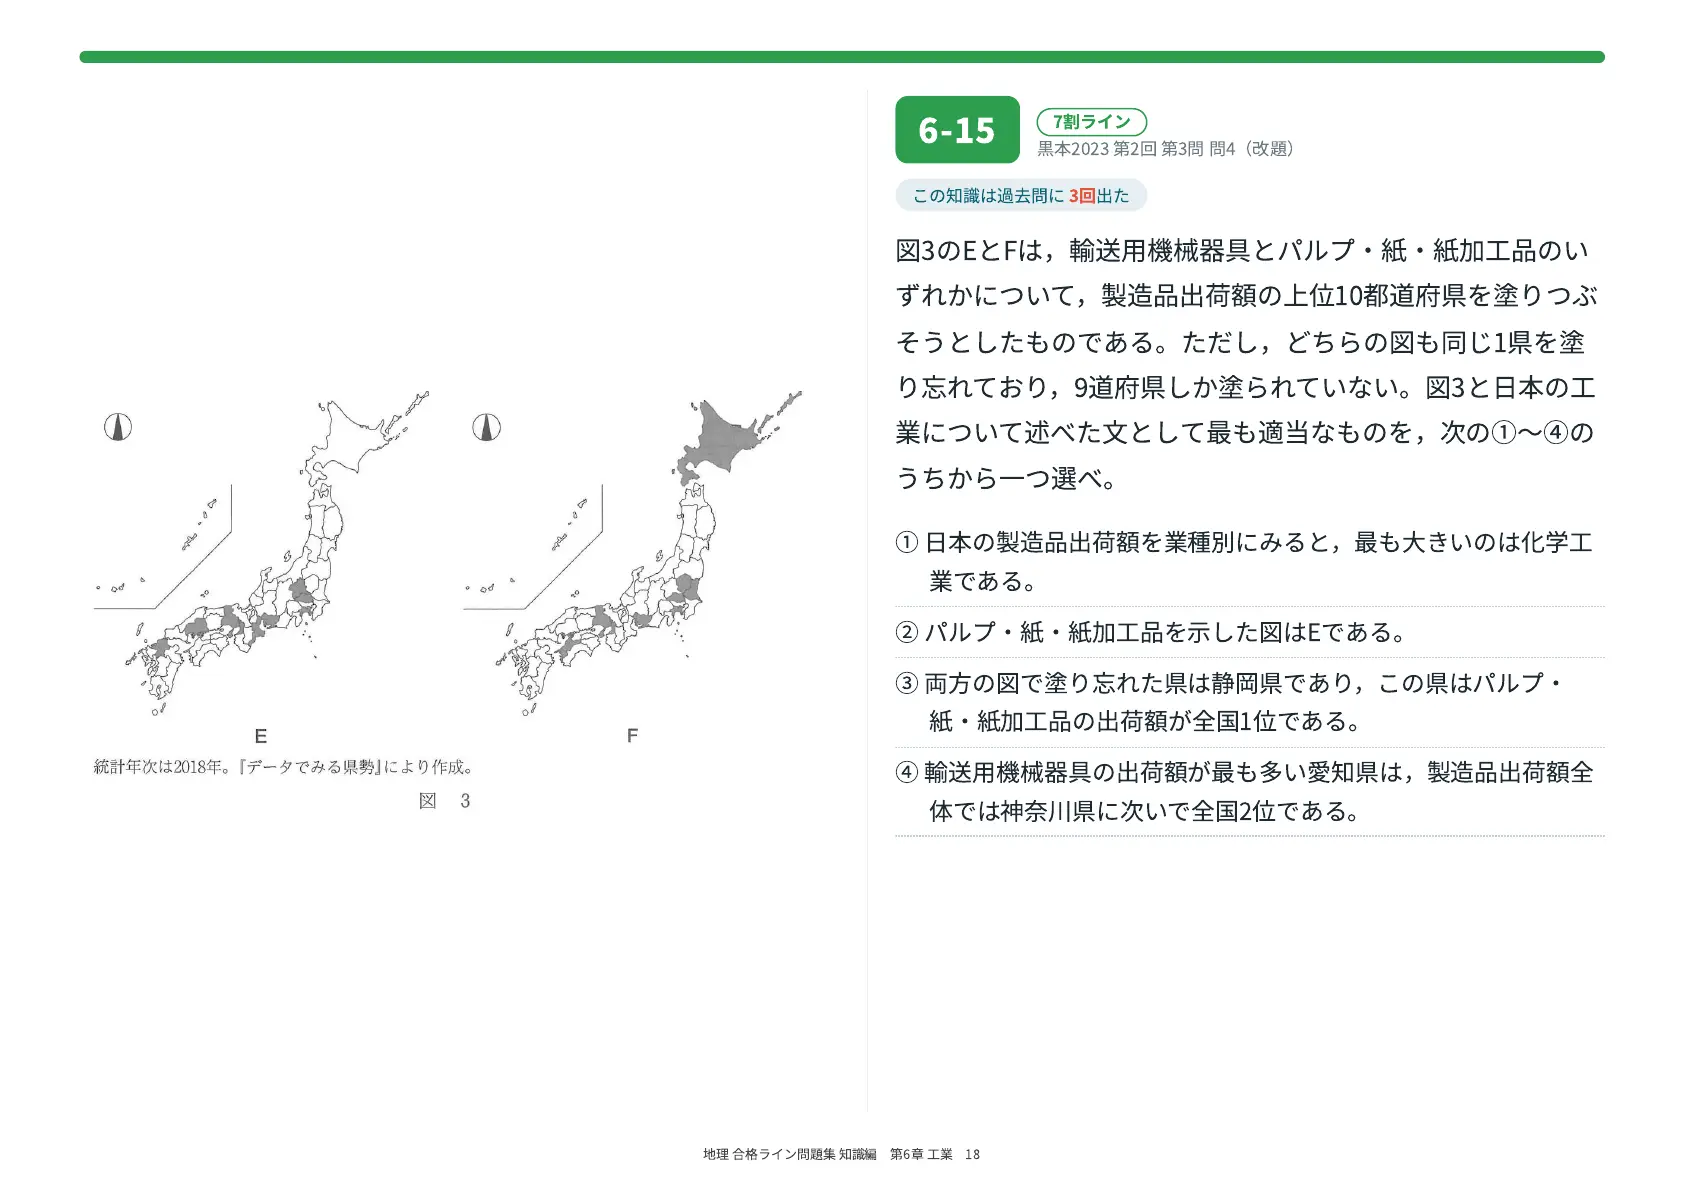 6-15
7割ライン
黒本2023 第2回 第3問 問4（改題）
この知識は過去問に 3回出た
図3のEとFは，輸送用機械器具とパルプ・紙・紙加工品のい
ずれかについて，製造品出荷額の上位10都道府県を塗りつぶ
そうとしたものである。ただし，どちらの図も同じ1県を塗
り忘れており，9道府県しか塗られていない。図3と日本の工
業について述べた文として最も適当なものを，次の①〜④の
うちから一つ選べ。
① 日本の製造品出荷額を業種別にみると，最も大きいのは化学工
業である。
② パルプ・紙・紙加工品を示した図はEである。
③ 両方の図で塗り忘れた県は静岡県であり，この県はパルプ・
紙・紙加工品の出荷額が全国1位である。
④ 輸送用機械器具の出荷額が最も多い愛知県は，製造品出荷額全
体では神奈川県に次いで全国2位である。
E
F
統計年次は2018年。『データでみる県勢』により作成。
図 3
地理 合格ライン問題集 知識編 第6章 工業 18